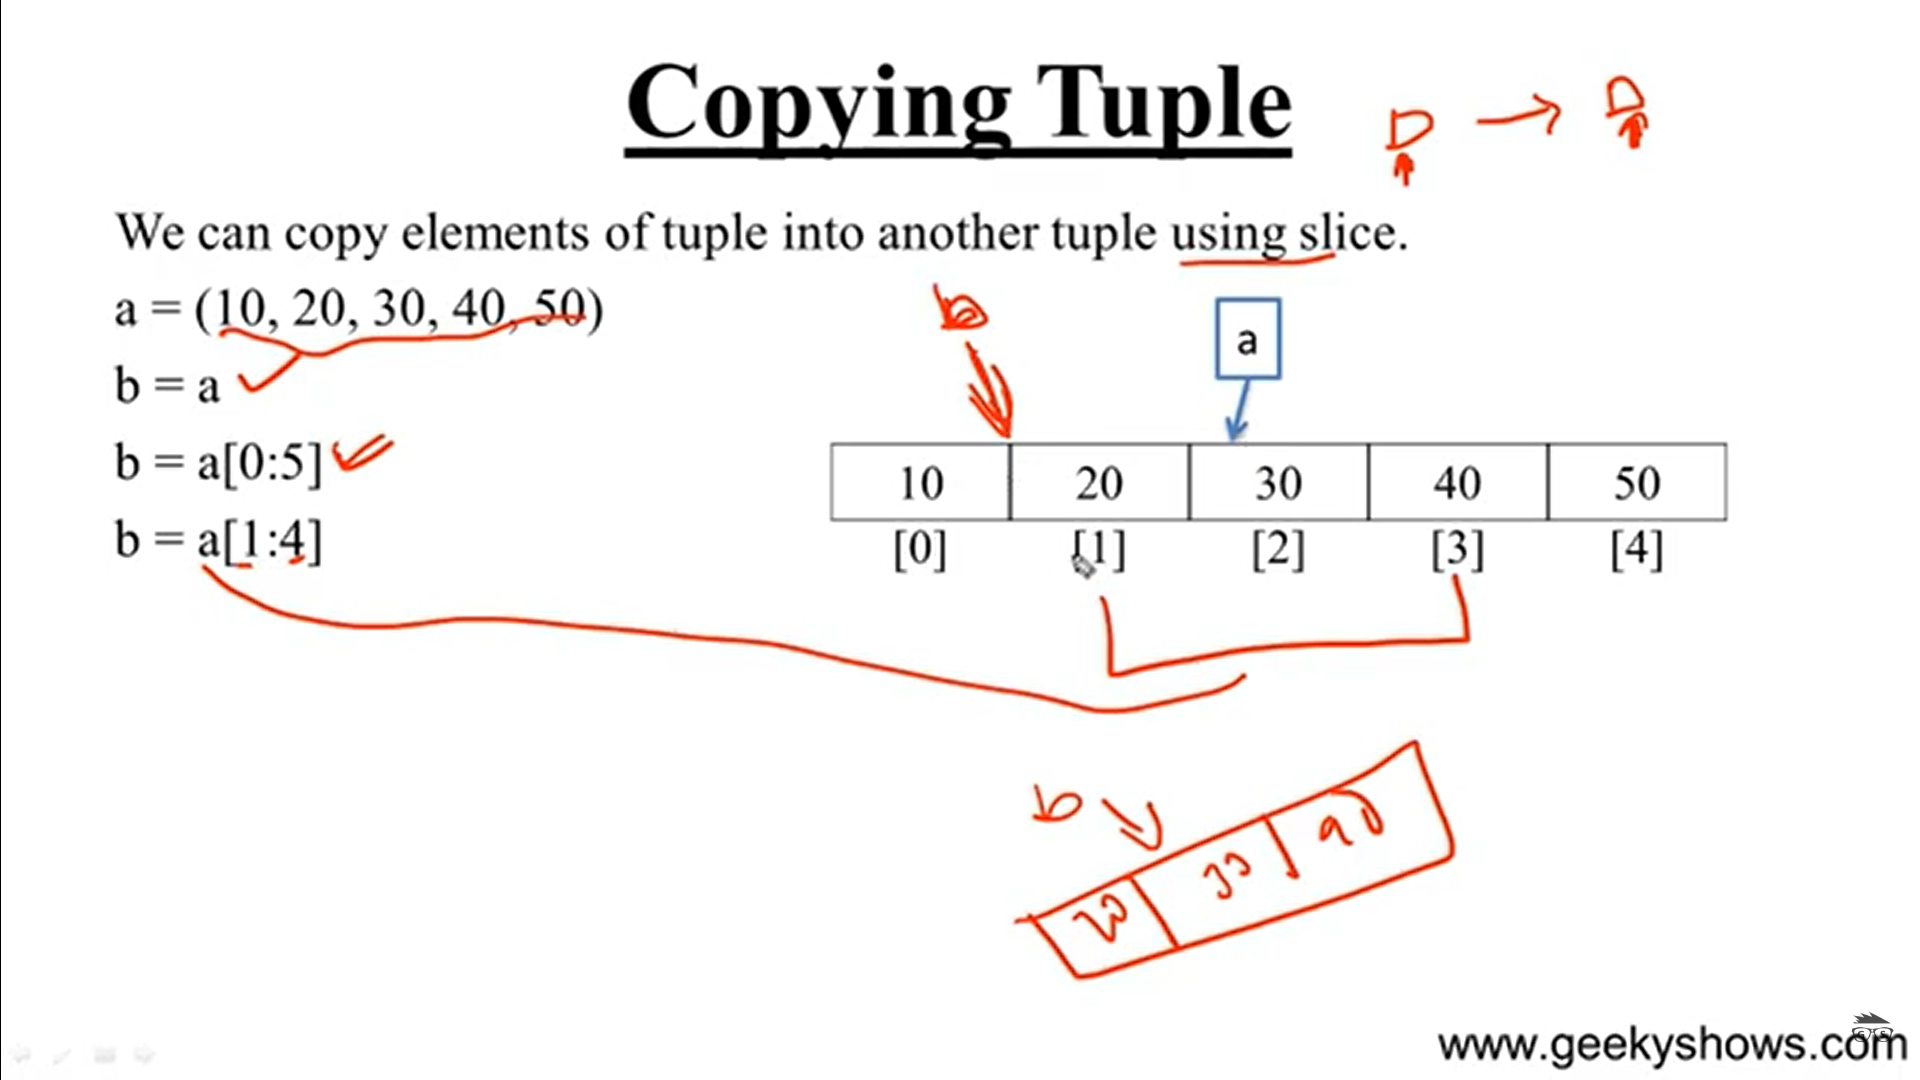 Copying Tuple
D → D
We can copy elements of tuple into another tuple using slice.
a = (10, 20, 30, 40, 50)
b
a
b = a
b = a[0:5]
10 20 30 40 50
b = a[1:4]
[0] [1] [2] [3] [4]
b
20 30 40
www.geekyshows.com